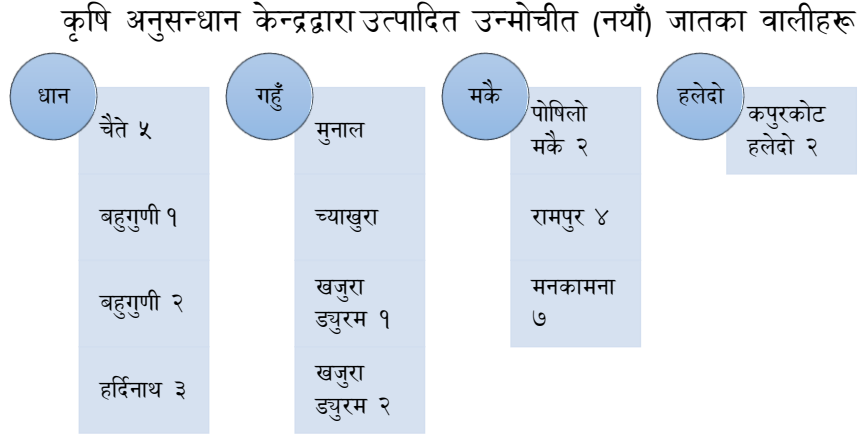 कृषि अनुसन्धान केन्द्रद्वारा उत्पादित उन्मोचीत (नयाँ) जातका वालीहरू
धान
चैते ५
बहुगुणी १
बहुगुणी २
हर्दिनाथ ३
गहुँ
मुनाल
च्याखुरा
खजुरा
ड्युरम १
खजुरा
ड्युरम २
मकै
पोषिलो
मकै २
रामपुर ४
मनकामना
७
हलेदो
कपुरकोट
हलेदो २